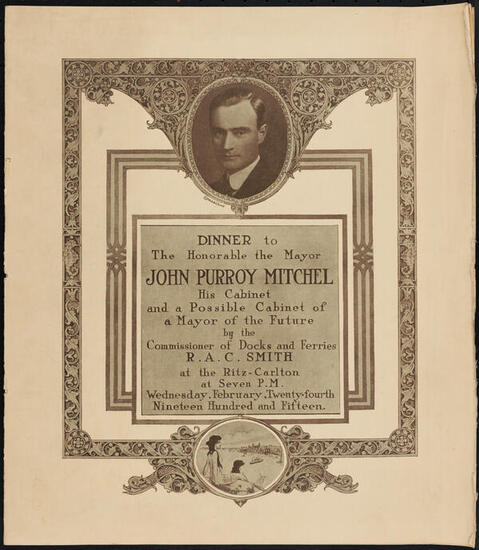 DINNER to
The Honorable the Mayor
JOHN PURROY MITCHEL
His Cabinet
and a Possible Cabinet of
a Mayor of the Future
by the
Commissioner of Docks and Ferries
R.A.C. SMITH
at the Ritz-Carlton
at Seven P.M.
Wednesday, February, Twenty-fourth
Nineteen Hundred and Fifteen.